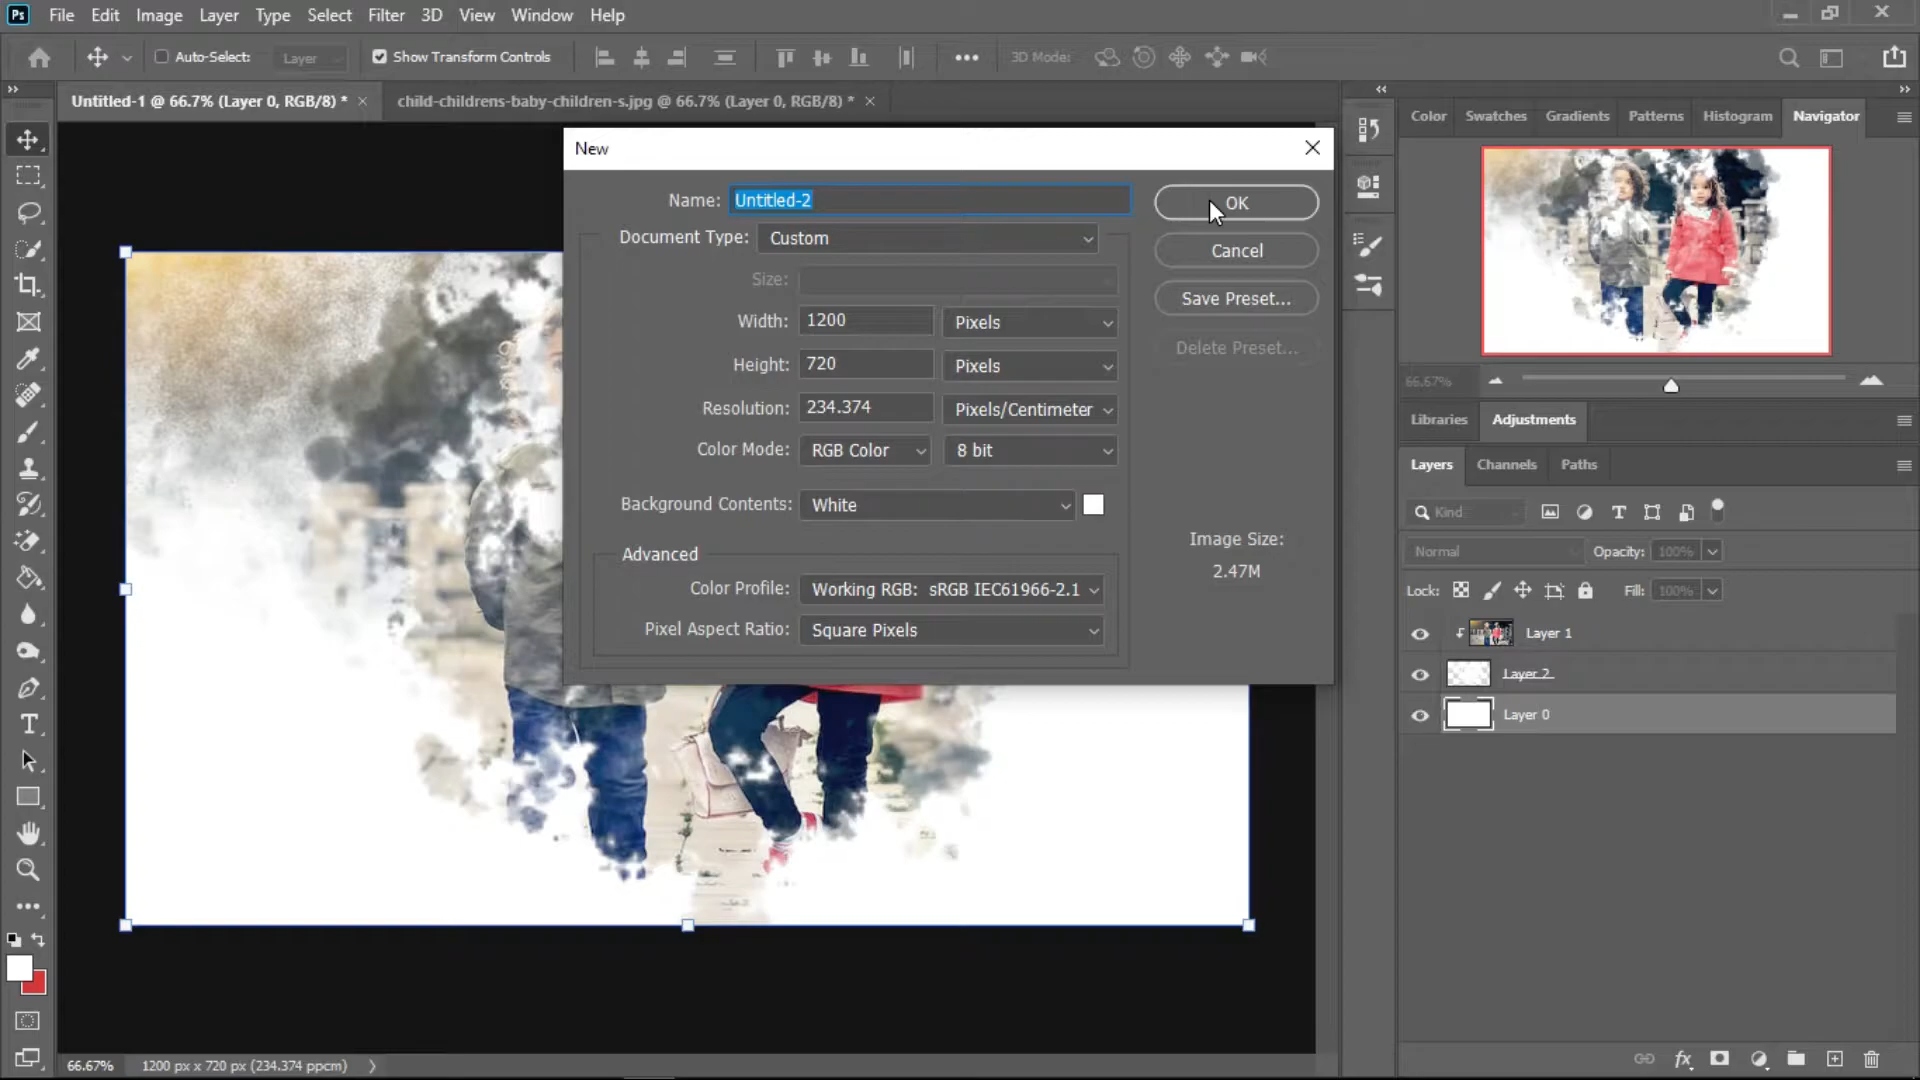 Ps File Edit Image Layer Type Select Filter 3D View Window Help
Auto-Select: Layer Show Transform Controls 3D Mode:
Untitled-1 @ 66.7% (Layer 0, RGB/8) * child-childrens-baby-children-s.jpg @ 66.7% (Layer 0, RGB/8) *
New
Name: Untitled-2
OK
Document Type: Custom
Cancel
Size:
Save Preset...
Width: 1200 Pixels
Delete Preset...
Height: 720 Pixels
Resolution: 234.374 Pixels/Centimeter
Color Mode: RGB Color 8 bit
Background Contents: White
Image Size:
2.47M
Advanced
Color Profile: Working RGB: sRGB IEC61966-2.1
Pixel Aspect Ratio: Square Pixels
Color Swatches Gradients Patterns Histogram Navigator
66.67%
Libraries Adjustments
Layers Channels Paths
Kind
Normal Opacity: 100%
Lock: Fill: 100%
Layer 1
Layer 2
Layer 0
66.67% 1200 px x 720 px (234.374 ppcm)